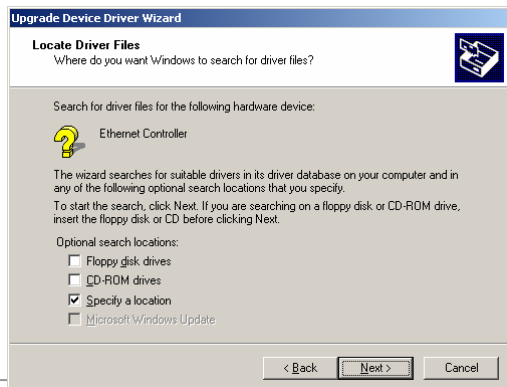 Upgrade Device Driver Wizard
Locate Driver Files
Where do you want Windows to search for driver files?
Search for driver files for the following hardware device:
Ethernet Controller
The wizard searches for suitable drivers in its driver database on your computer and in
any of the following optional search locations that you specify.
To start the search, click Next. If you are searching on a floppy disk or CD-ROM drive,
insert the floppy disk or CD before clicking Next.
Optional search locations:
Floppy disk drives
CD-ROM drives
Specify a location
Microsoft Windows Update
< Back Next > Cancel